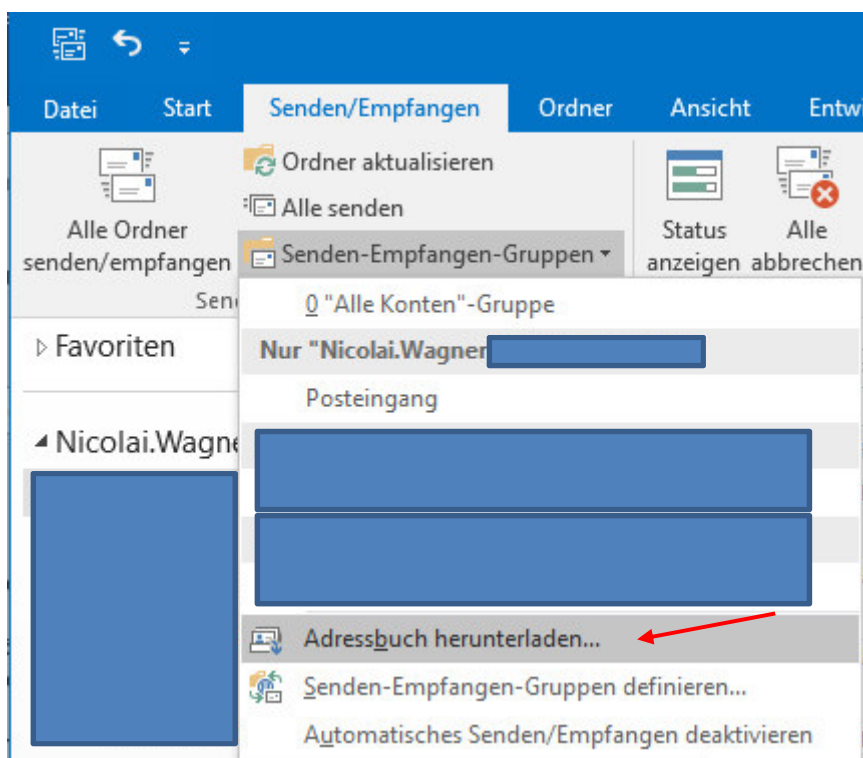 Datei Start Senden/Empfangen Ordner Ansicht
Ordner aktualisieren
Alle senden
Alle Ordner
senden/empfangen
Senden-Empfangen-Gruppen
Status
anzeigen
Alle
abbrechen
0 "Alle Konten"-Gruppe
Favoriten
Nur "Nicolai.Wagner
Posteingang
Nicolai.Wagne
Adressbuch herunterladen...
Senden-Empfangen-Gruppen definieren...
Automatisches Senden/Empfangen deaktivieren